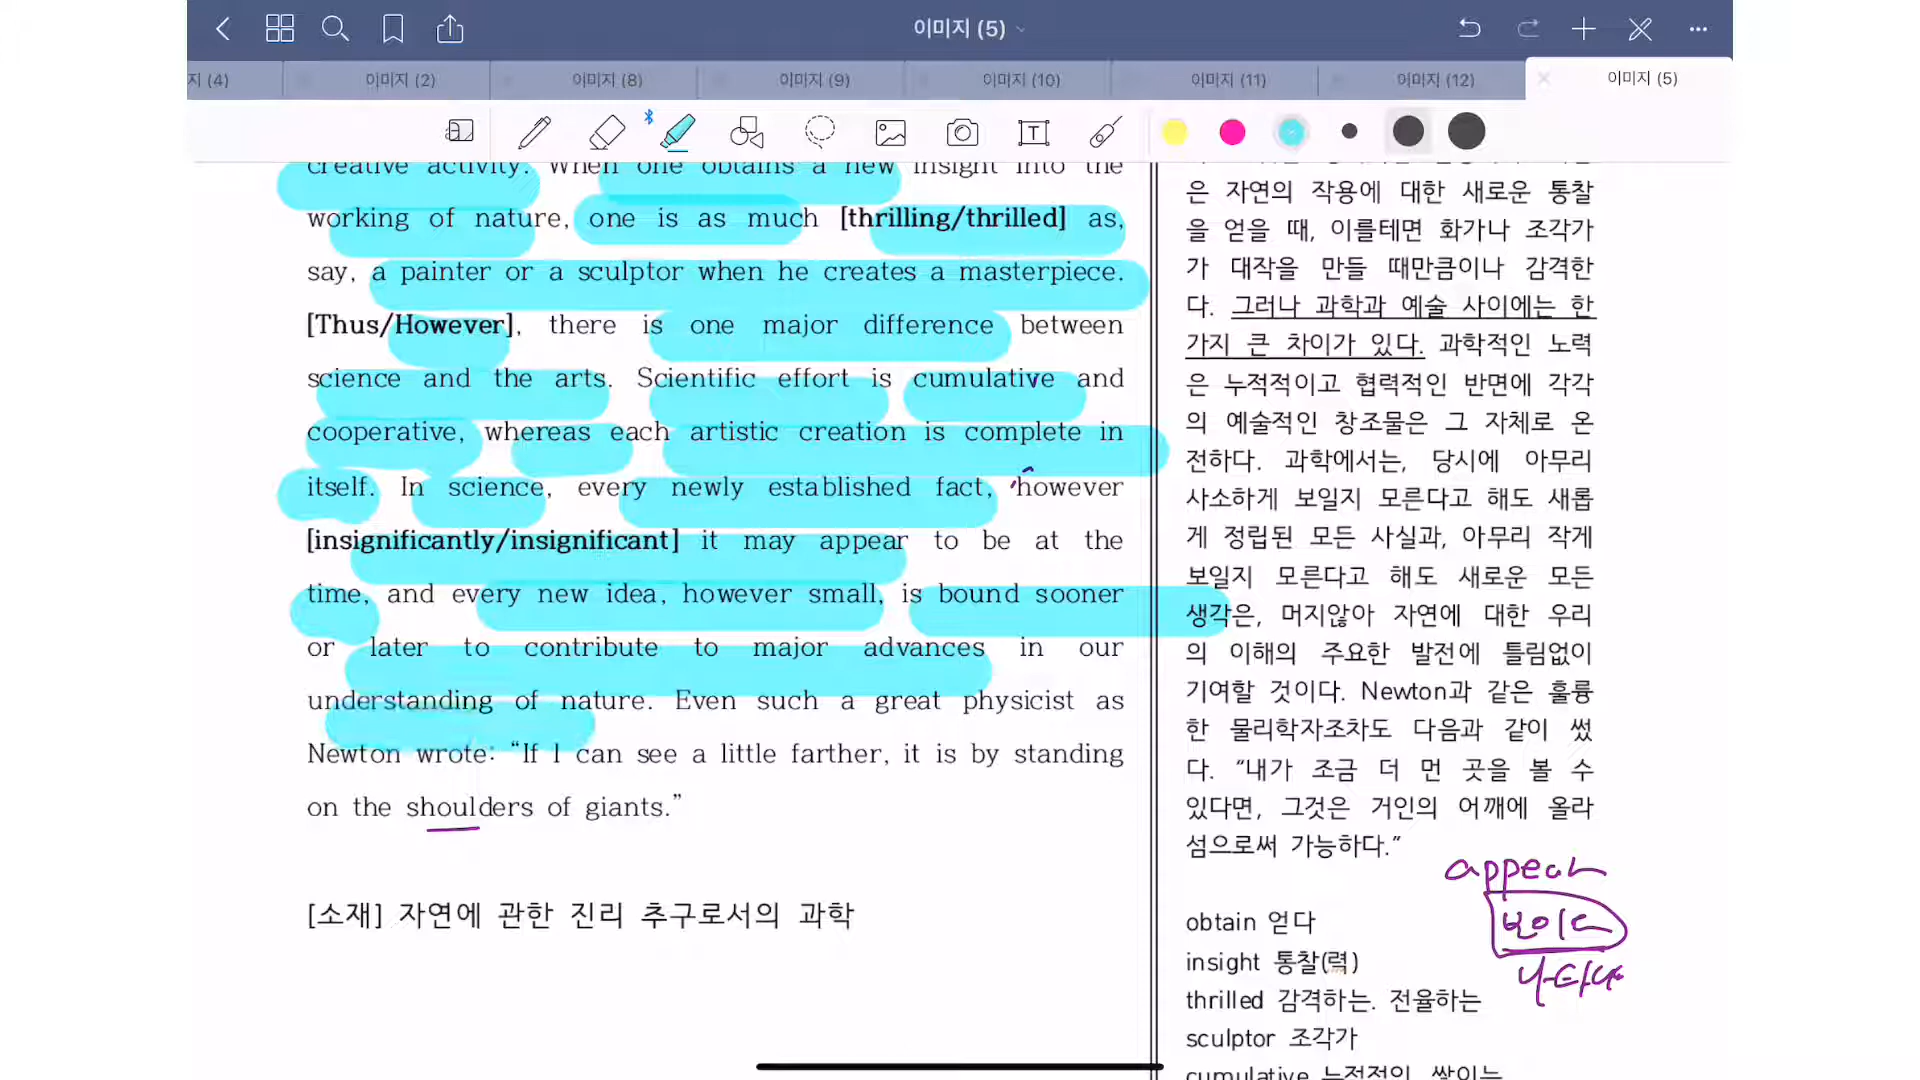 이미지 (5)
지 (4)
이미지 (2)
이미지 (8)
이미지 (9)
이미지 (10)
이미지 (11)
이미지 (12)
이미지 (5)
creative activity. When one obtains a new insight into the
working of nature, one is as much [thrilling/thrilled] as,
say, a painter or a sculptor when he creates a masterpiece.
[Thus/However], there is one major difference between
science and the arts. Scientific effort is cumulative and
cooperative, whereas each artistic creation is complete in
itself. In science, every newly established fact, however
[insignificantly/insignificant] it may appear to be at the
time, and every new idea, however small, is bound sooner
or later to contribute to major advances in our
understanding of nature. Even such a great physicist as
Newton wrote: “If I can see a little farther, it is by standing
on the shoulders of giants.”
[소재] 자연에 관한 진리 추구로서의 과학
은 자연의 작용에 대한 새로운 통찰
을 얻을 때, 이를테면 화가나 조각가
가 대작을 만들 때만큼이나 감격한
다. 그러나 과학과 예술 사이에는 한
가지 큰 차이가 있다. 과학적인 노력
은 누적적이고 협력적인 반면에 각각
의 예술적인 창조물은 그 자체로 온
전하다. 과학에서는, 당시에 아무리
사소하게 보일지 모른다고 해도 새롭
게 정립된 모든 사실과, 아무리 작게
보일지 모른다고 해도 새로운 모든
생각은, 머지않아 자연에 대한 우리
의 이해의 주요한 발전에 틀림없이
기여할 것이다. Newton과 같은 훌륭
한 물리학자조차도 다음과 같이 썼
다. “내가 조금 더 먼 곳을 볼 수
있다면, 그것은 거인의 어깨에 올라
섬으로써 가능하다.”
appear
obtain 얻다
insight 통찰(력)
thrilled 감격하는. 전율하는
sculptor 조각가
cumulative 누적적인, 쌓이는